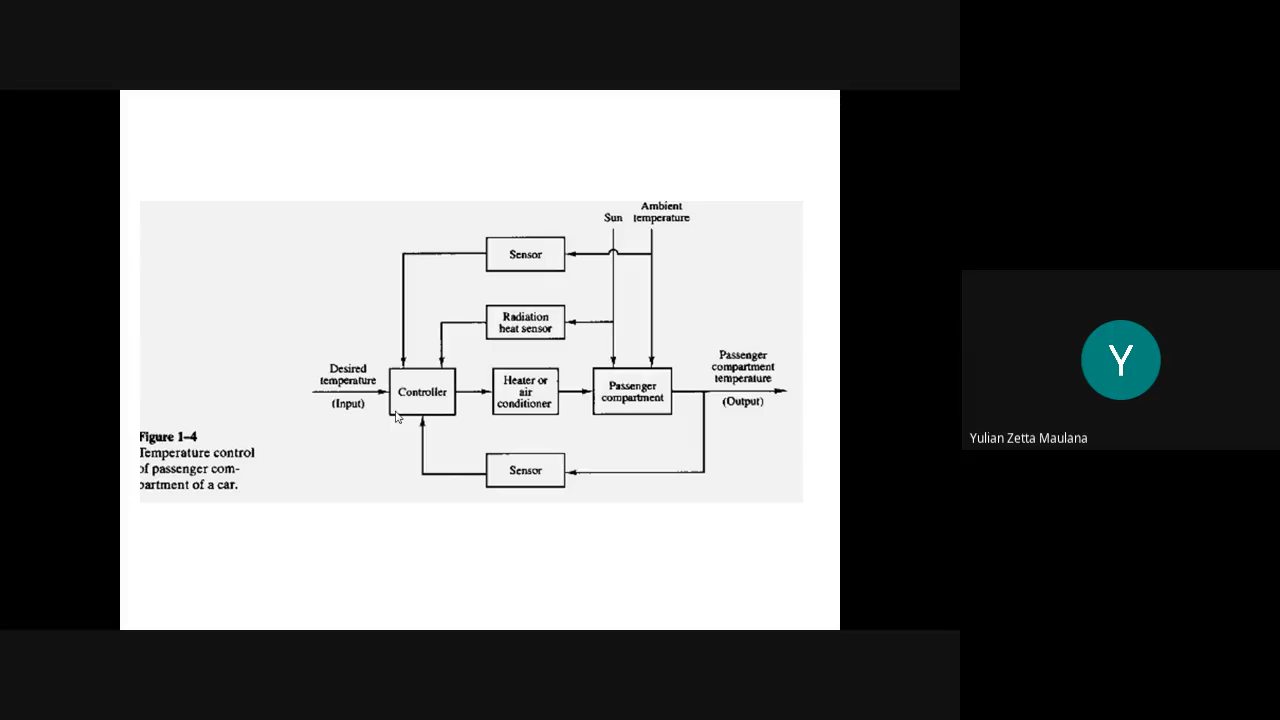 Ambient
Sun temperature
Sensor
Radiation
heat sensor
Desired
temperature
(Input)
Controller
Heater or
air
conditioner
Passenger
compartment
Passenger
compartment
temperature
(Output)
Sensor
Figure 1–4
Temperature control
of passenger com-
partment of a car.
Y
Yulian Zetta Maulana